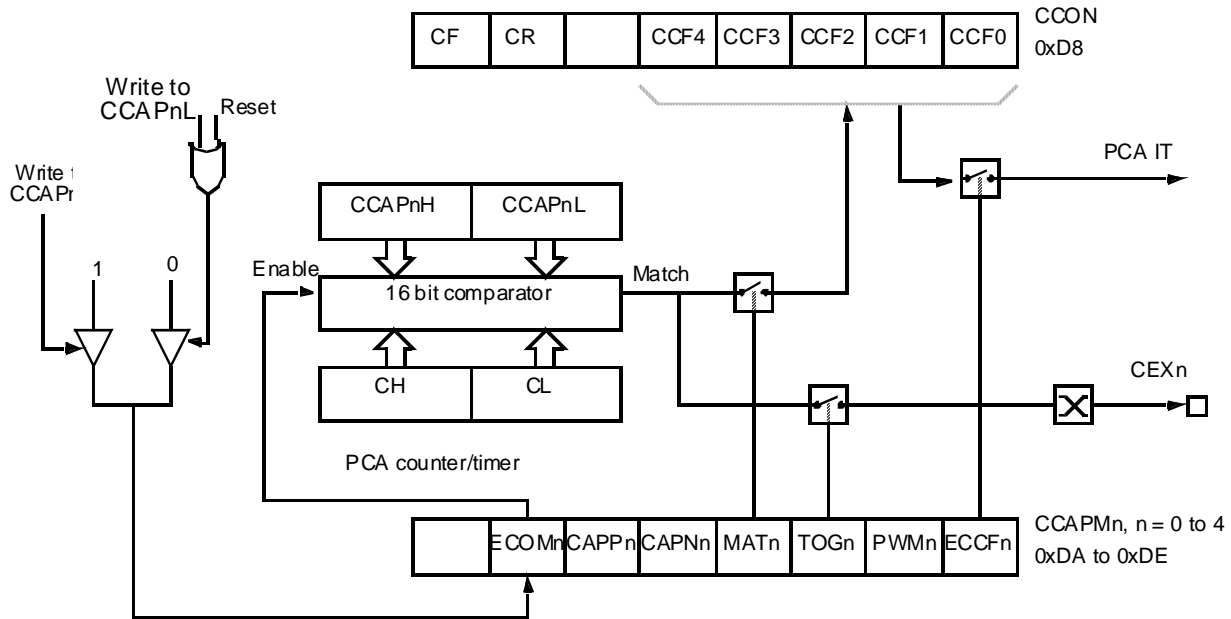 CF CR CCF4 CCF3 CCF2 CCF1 CCF0
CCON
0xD8
Write to
CCAPnL
Reset
Write
CCAPn
PCA IT
CCAPnH CCAPnL
1 0
Enable
16 bit comparator
Match
CH CL
CEXn
PCA counter/timer
ECOMn CAPPn CAPNn MATn TOGn PWMn ECCFn
CCAPMn, n = 0 to 4
0xDA to 0xDE